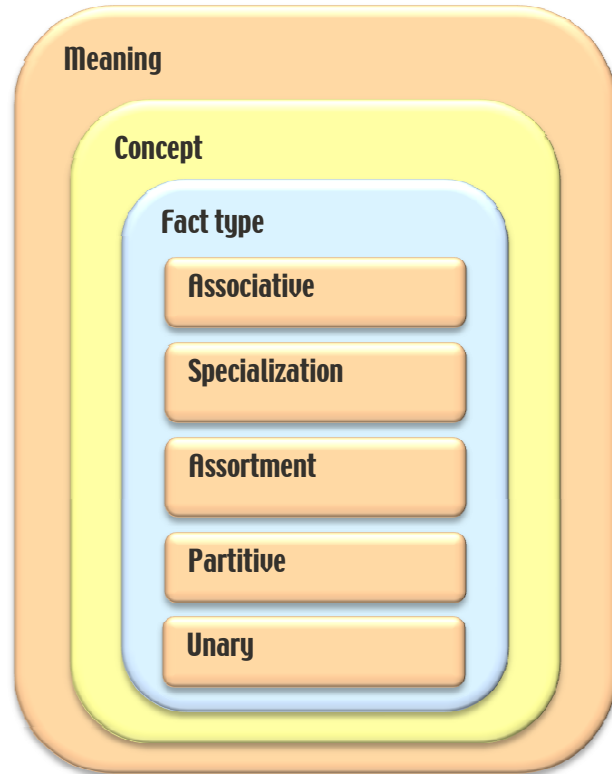 Meaning
Concept
Fact type
Associative
Specialization
Assortment
Partitive
Unary